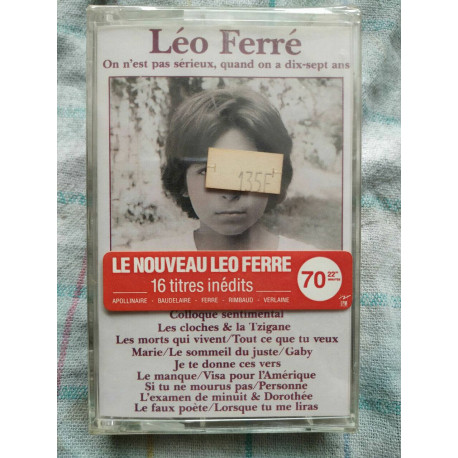 Léo Ferré
On n'est pas sérieux, quand on a dix-sept ans
135F
LE NOUVEAU LEO FERRE
16 titres inédits
APOLLINAIRE - BAUDELAIRE - FERRE - RIMBAUD - VERLAINE
70
22"
minutes
EPM
Colloque sentimental
Les cloches & la Tzigane
Les morts qui vivent/Tout ce que tu veux
Marie/Le sommeil du juste/Gaby
Je te donne ces vers
Le manque/Visa pour l'Amérique
Si tu ne mourus pas/Personne
L'examen de minuit & Dorothée
Le faux poète/Lorsque tu me liras